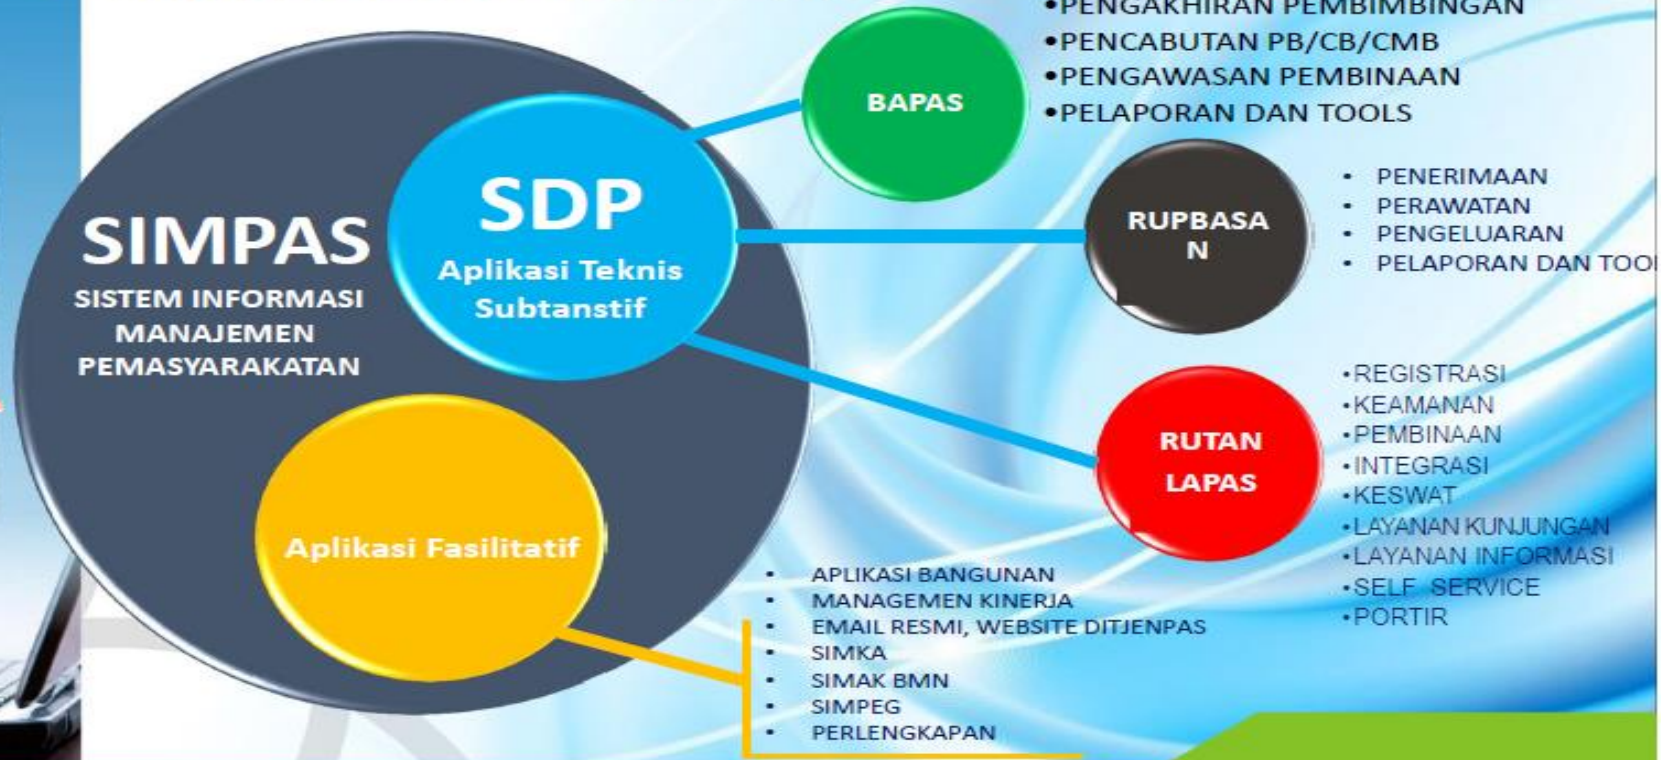 SIMPAS
SISTEM INFORMASI
MANAJEMEN
PEMASYARAKATAN
SDP
Aplikasi Teknis
Subtanstif
Aplikasi Fasilitatif
BAPAS
•PENGAKHIRAN PEMBIMBINGAN
•PENCABUTAN PB/CB/CMB
•PENGAWASAN PEMBINAAN
•PELAPORAN DAN TOOLS
RUPBASA
N
• PENERIMAAN
• PERAWATAN
• PENGELUARAN
• PELAPORAN DAN TOO
RUTAN
LAPAS
•REGISTRASI
•KEAMANAN
•PEMBINAAN
•INTEGRASI
•KESWAT
•LAYANAN KUNJUNGAN
•LAYANAN INFORMASI
•SELF SERVICE
•PORTIR
• APLIKASI BANGUNAN
• MANAGEMEN KINERJA
• EMAIL RESMI, WEBSITE DITJENPAS
• SIMKA
• SIMAK BMN
• SIMPEG
• PERLENGKAPAN